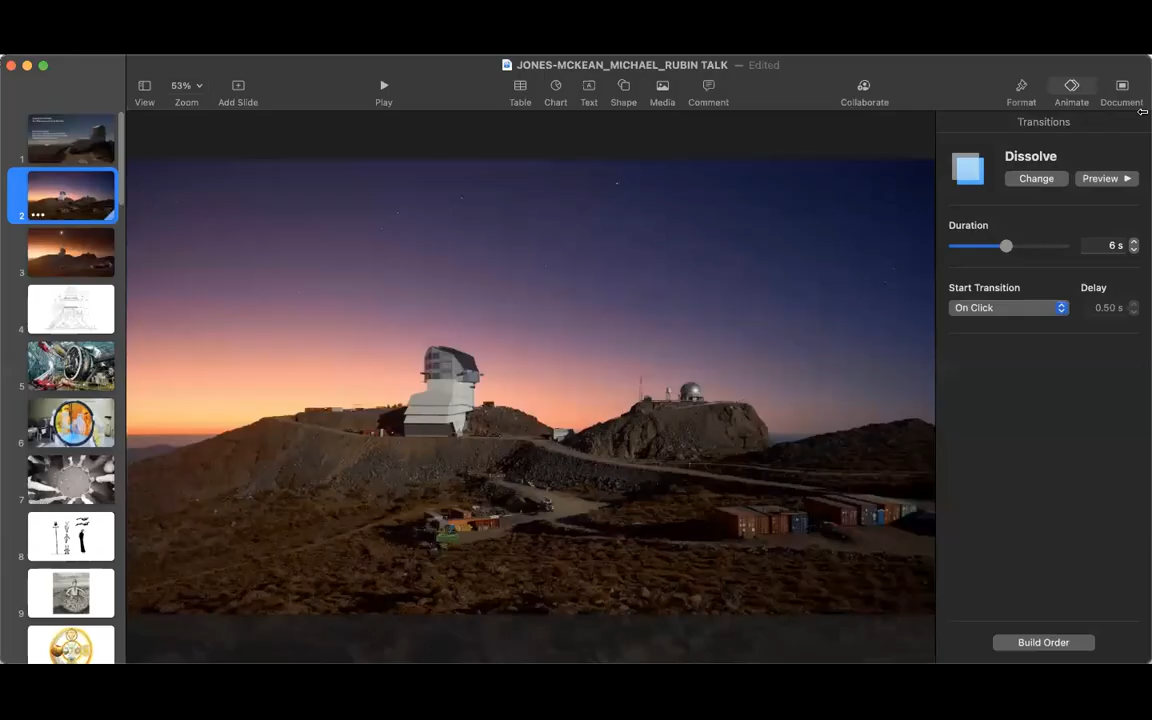 JONES-MCKEAN_MICHAEL_RUBIN TALK — Edited
View
53%
Zoom
Add Slide
Play
Table
Chart
Text
Shape
Media
Comment
Collaborate
Format
Animate
Document
Transitions
Dissolve
Change
Preview
Duration
6 s
Start Transition
Delay
On Click
0.50 s
Build Order
1
2
3
4
5
6
7
8
9